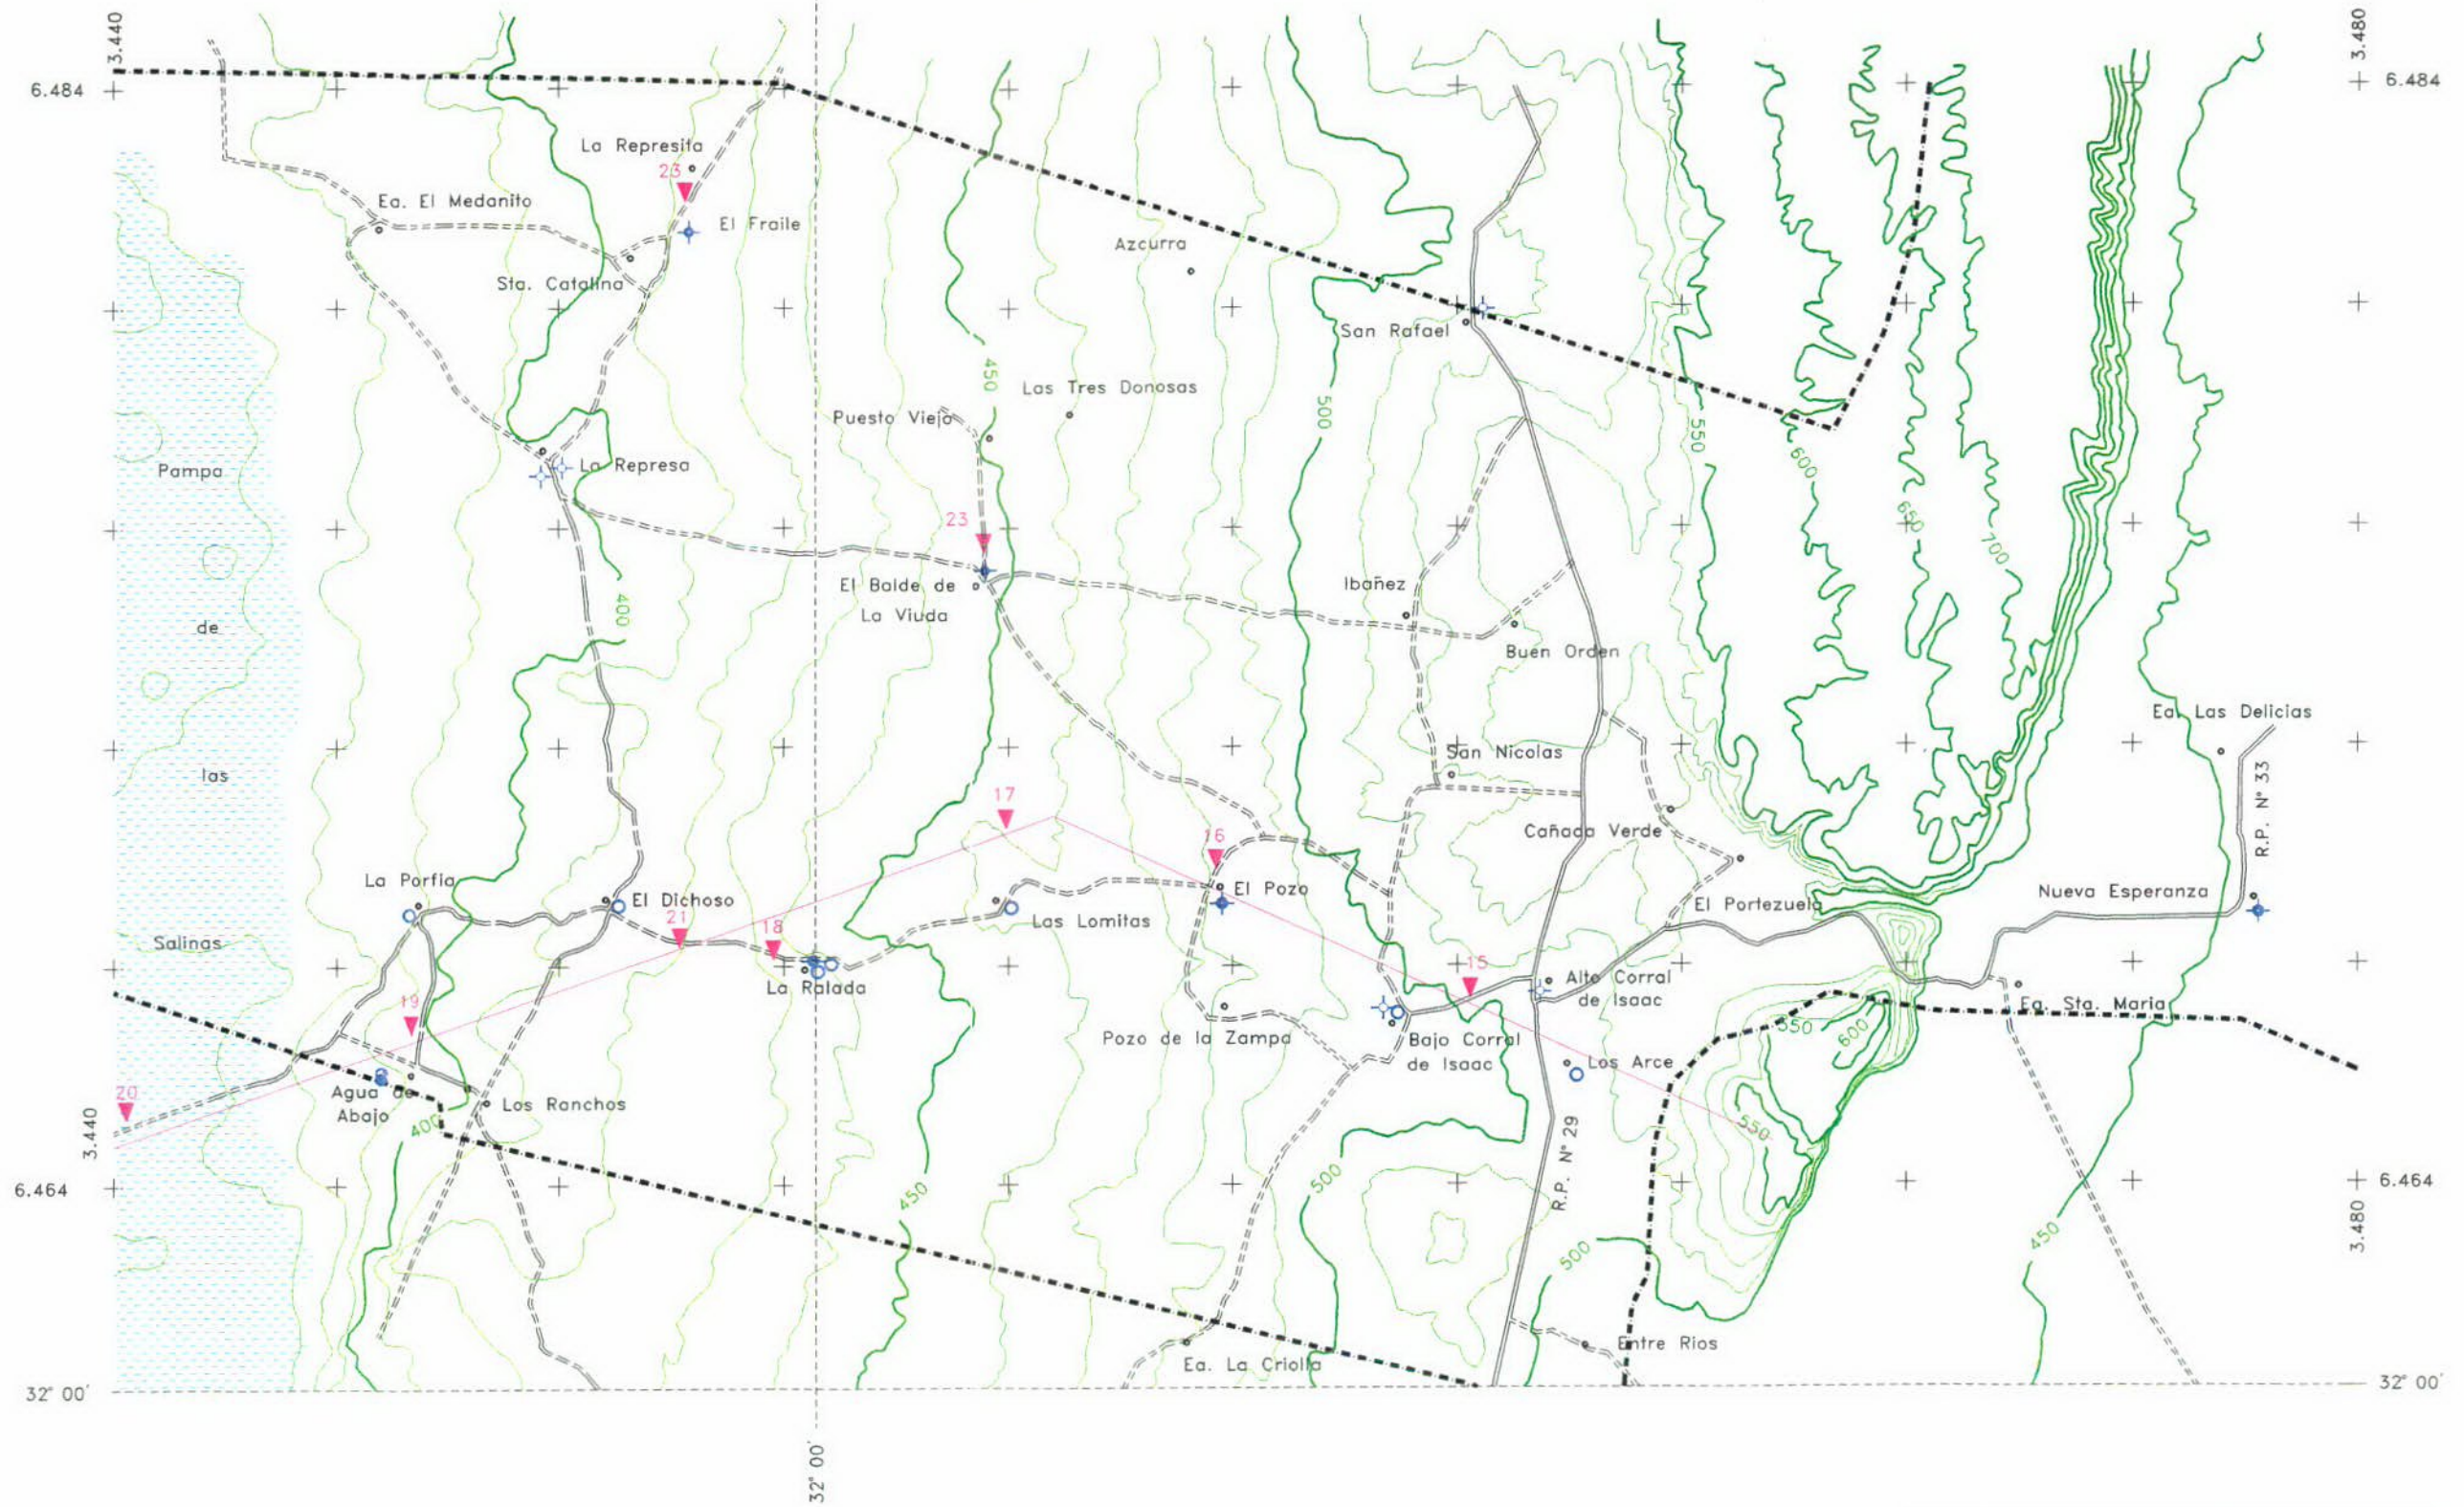 3.440
3.480
6.484
6.484
La Represita
23
Ea. El Medanito
El Fraile
Azcurra
Sta. Catalina
San Rafael
450
Las Tres Donosas
500
Puesto Viejo
550
600
Pampa
La Represa
650
23
700
El Balde de
La Viuda
Ibañez
400
de
Buen Orden
Ea. Las Delicias
San Nicolas
las
R.P. N° 33
17
16
Cañada Verde
La Porfia
El Dichoso
El Pozo
Nueva Esperanza
21
18
Las Lomitas
El Portezuelo
Salinas
La Ralada
15
Alto Corral
de Isaac
19
Ea. Sta. Maria
550
600
Pozo de la Zampa
Bajo Corral
de Isaac
Los Arce
20
Agua de
Abajo
Los Ranchos
400
3.440
550
R.P. N° 29
6.464
6.464
500
450
3.480
450
500
Entre Rios
Ea. La Criolla
32° 00'
32° 00'
32° 00'